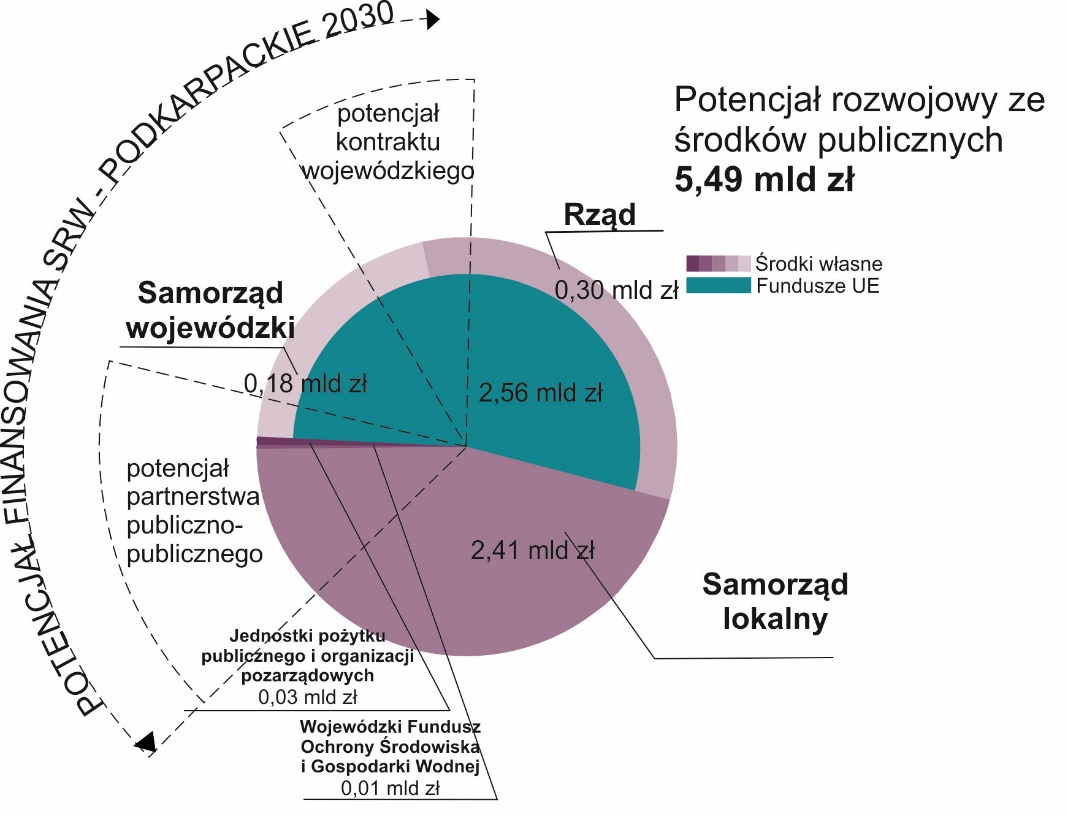 POTENCJAŁ FINANSOWANIA SRW - PODKARPACKIE 2030
potencjał
kontraktu
wojewódzkiego
Potencjał rozwojowy ze
środków publicznych
5,49 mld zł
Rząd
0,30 mld zł
Środki własne
Fundusze UE
Samorząd
wojewódzki
0,18 mld zł
2,56 mld zł
potencjał
partnerstwa
publiczno-
publicznego
2,41 mld zł
Samorząd
lokalny
Jednostki pożytku
publicznego i organizacji
pozarządowych
0,03 mld zł
Wojewódzki Fundusz
Ochrony Środowiska
i Gospodarki Wodnej
0,01 mld zł